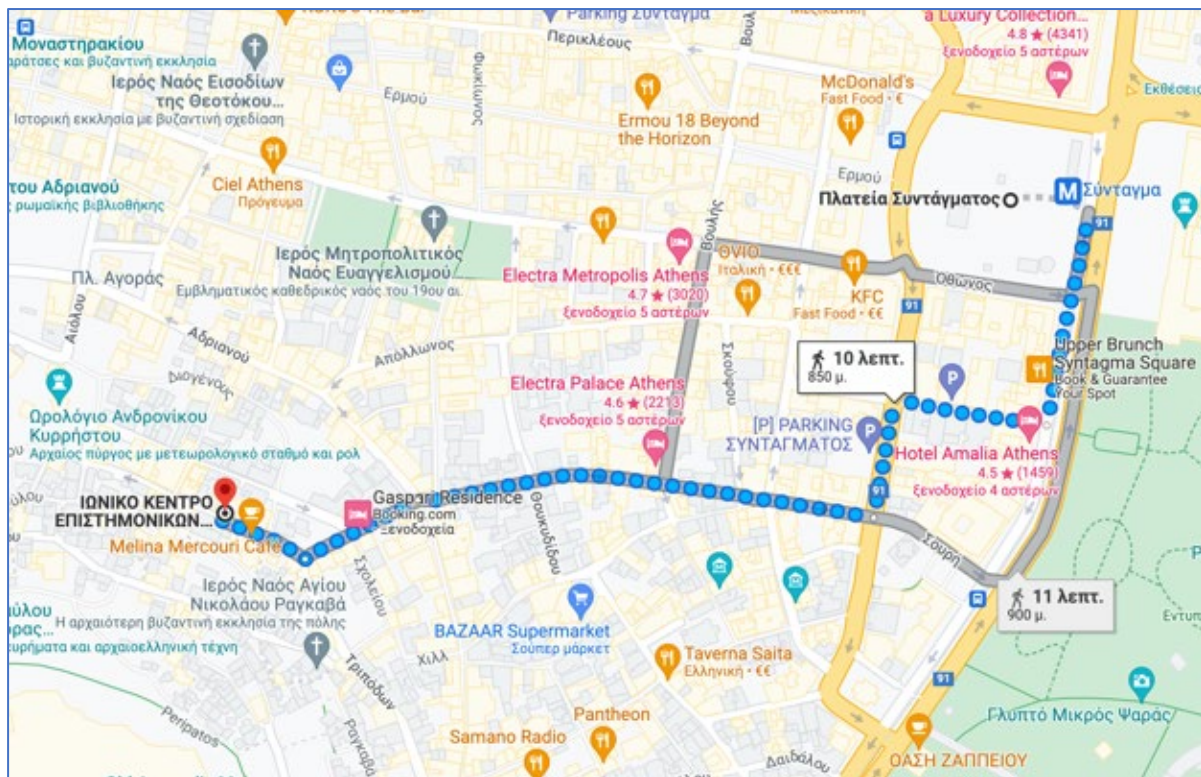 Parking Σύνταγμα
Περικλέους
Βουλ
a Luxury Collection...
4.8 ★ (4341)
ξενοδοχείο 5 αστέρων
Μοναστηρακίου
και βυζαντινή εκκλησία
Ιερός Ναός Εισοδίων
της Θεοτόκου...
Ιστορική εκκλησία με βυζαντινή σχεδίαση
Ερμού
Φωκίωνος
Ermou 18 Beyond
the Horizon
McDonald's
Fast Food • €
Εκθέσεις
Ερμού
του Αδριανού
ρωμαϊκής βιβλιοθήκης
Ciel Athens
Πρόγευμα
Πλατεία Συντάγματος
M
Σύνταγμα
91
Ιερός Μητροπολιτικός
Ναός Ευαγγελισμού
Εμβληματικός καθεδρικός ναός του 19ου αι.
Βουλής
Πλ. Αγοράς
Electra Metropolis Athens
4.7 ★ (3020)
ξενοδοχείο 5 αστέρων
OVIO
Ιταλική • €€€
KFC
Fast Food • €€
Όθωνος
91
Αιόλου
Αδριανού
Απόλλωνος
Διογένους
Σκούφου
10 λεπτ.
850 μ.
P
Upper Brunch
Syntagma Square
Book & Guarantee
Your Spot
Ωρολόγιο Ανδρονίκου
Κυρρήστου
Αρχαίος πύργος με μετεωρολογικό σταθμό και ρολ
Electra Palace Athens
4.6 ★ (2213)
ξενοδοχείο 5 αστέρων
[P] PARKING
ΣΥΝΤΑΓΜΑΤΟΣ
P
Hotel Amalia Athens
4.5 ★ (1459)
ξενοδοχείο 4 αστέρων
91
ΙΩΝΙΚΟ ΚΕΝΤΡΟ
ΕΠΙΣΤΗΜΟΝΙΚΩΝ...
Gaspari Residence
Booking.com
Ξενοδοχεία
Melina Mercouri Cafe
Θουκυδίδου
Σουρή
Σχολείου
Ιερός Ναός Αγίου
Νικολάου Ραγκαβά
Η αρχαιότερη βυζαντινή εκκλησία της πόλης
και αρχαιοελληνική τέχνη
11 λεπτ.
900 μ.
BAZAAR Supermarket
Σούπερ μάρκετ
Χιλλ
Τριπόδων
Taverna Saita
Ελληνική • €€
91
Peripatos
Ραγκαβά
Pantheon
Samano Radio
Δαιδάλου
Γλυπτό Μικρός Ψαράς
ΟΑΣΗ ΖΑΠΠΕΙΟΥ